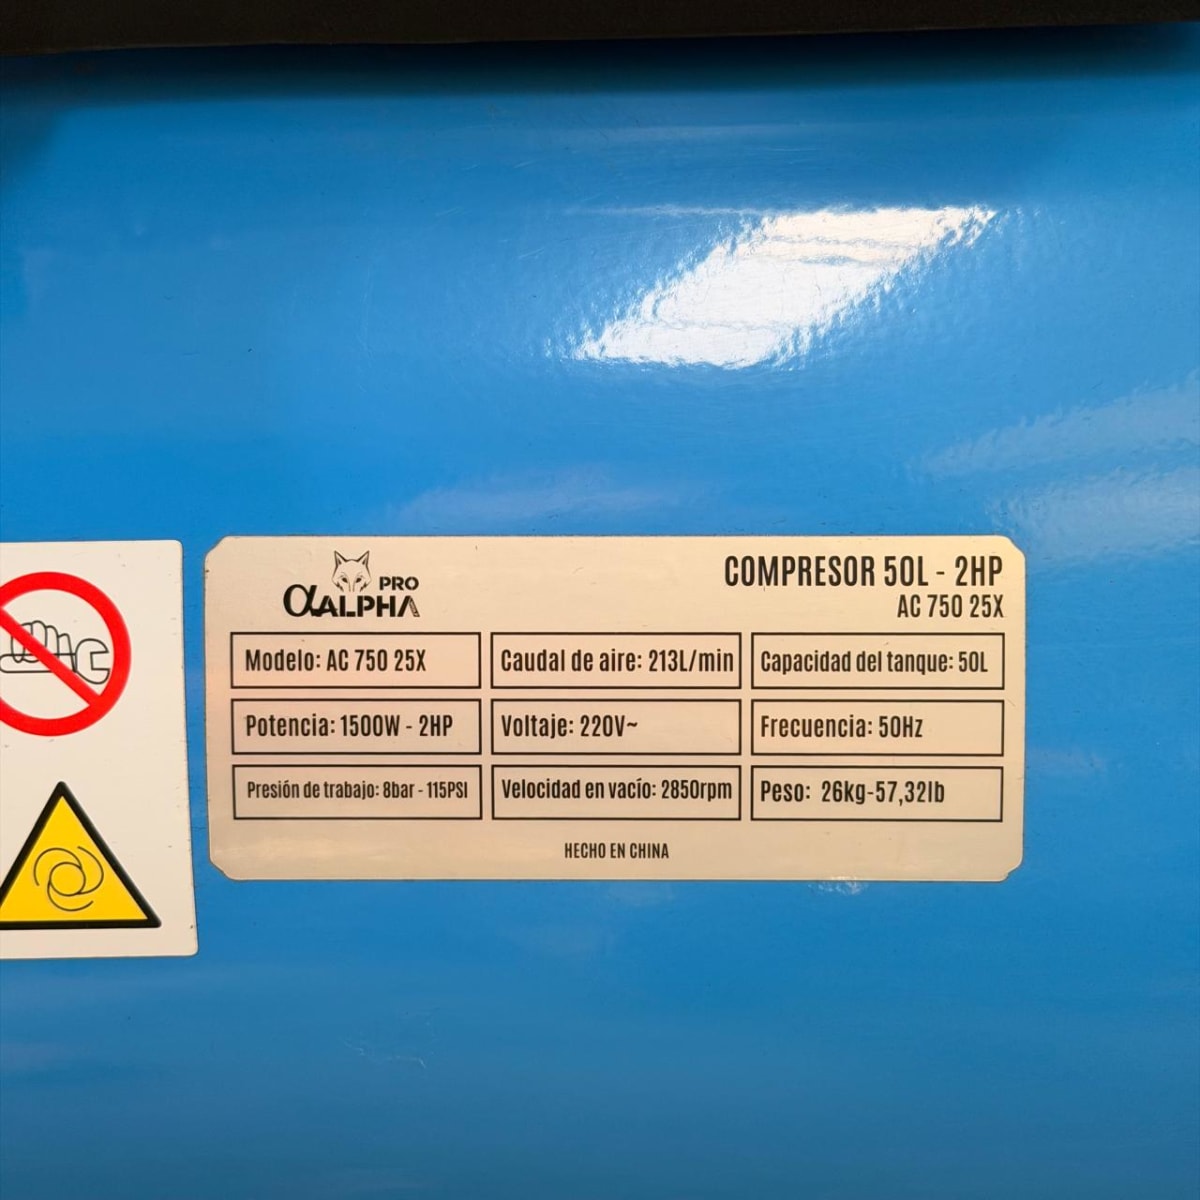 PRO
αALPHA
COMPRESOR 50L - 2HP
AC 750 25X
Modelo: AC 750 25X
Caudal de aire: 213L/min
Capacidad del tanque: 50L
Potencia: 1500W - 2HP
Voltaje: 220V~
Frecuencia: 50Hz
Presión de trabajo: 8bar - 115PSI
Velocidad en vacío: 2850rpm
Peso: 26kg-57,32lb
HECHO EN CHINA